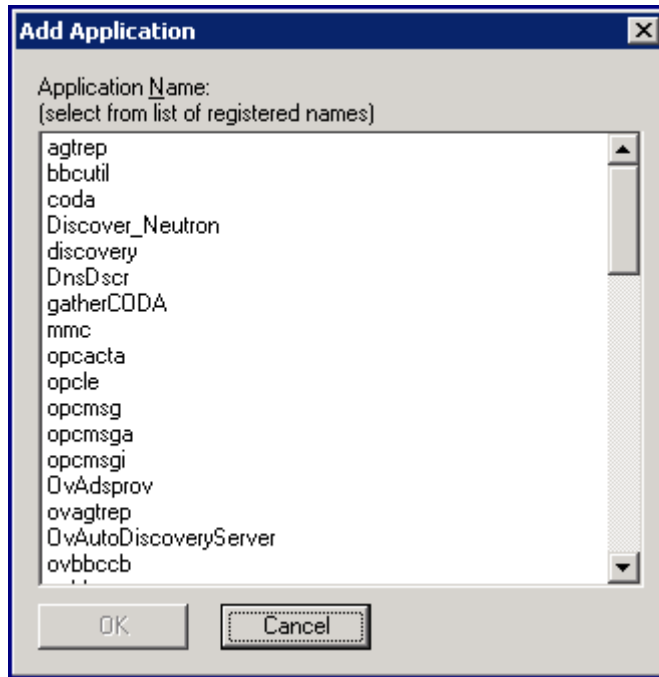 Add Application
Application Name:
(select from list of registered names)
agtrep
bbcutil
coda
Discover_Neutron
discovery
DnsDscr
gatherCODA
mmc
opcacta
opcle
opcmsg
opcmsga
opcmsgi
OvAdsprov
ovagtrep
OvAutoDiscoveryServer
ovbbccb
OK
Cancel